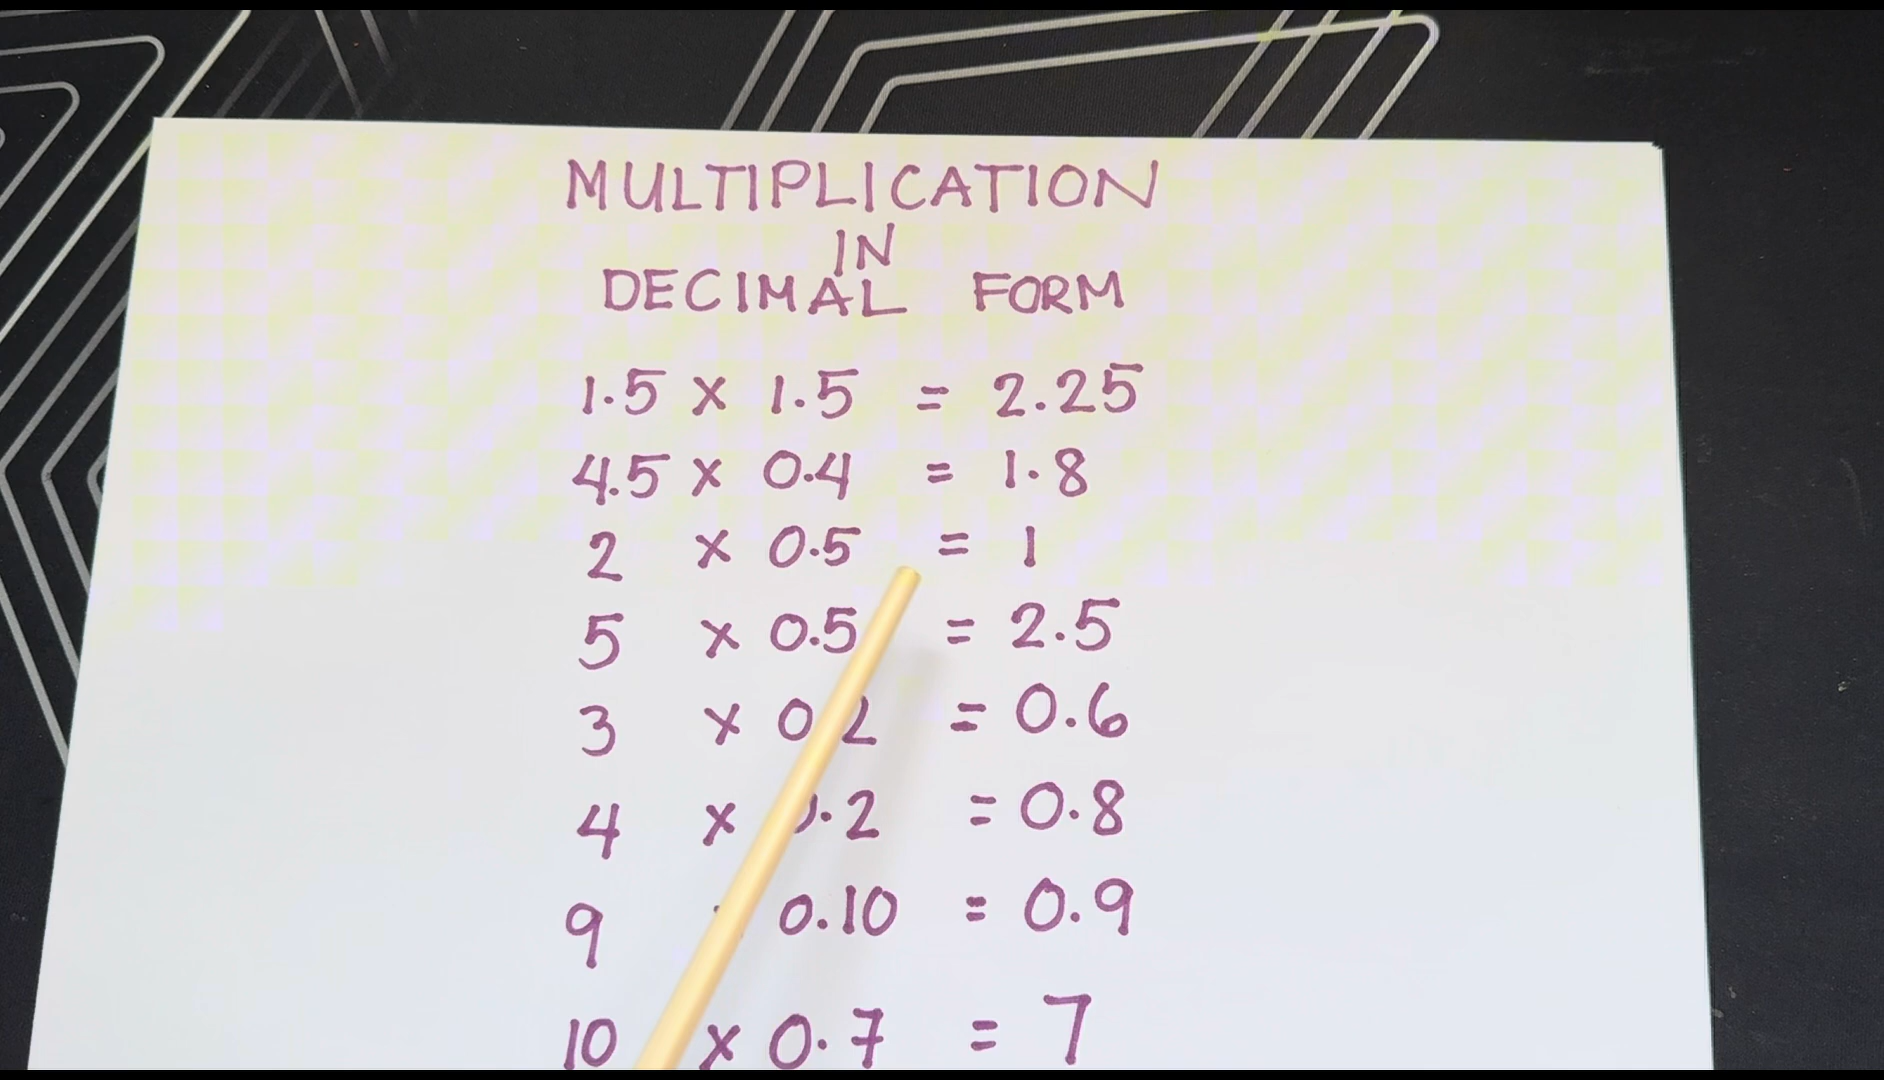 MULTIPLICATION
IN
DECIMAL FORM
1.5 x 1.5 = 2.25
4.5 x 0.4 = 1.8
2 x 0.5 = 1
5 x 0.5 = 2.5
3 x 0.2 = 0.6
4 x 0.2 = 0.8
9 x 0.10 = 0.9
10 x 0.7 = 7